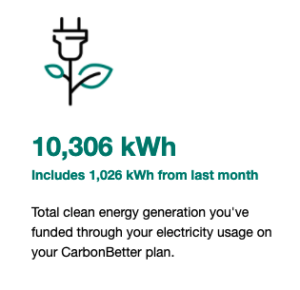 10,306 kWh
Includes 1,026 kWh from last month
Total clean energy generation you've
funded through your electricity usage on
your CarbonBetter plan.